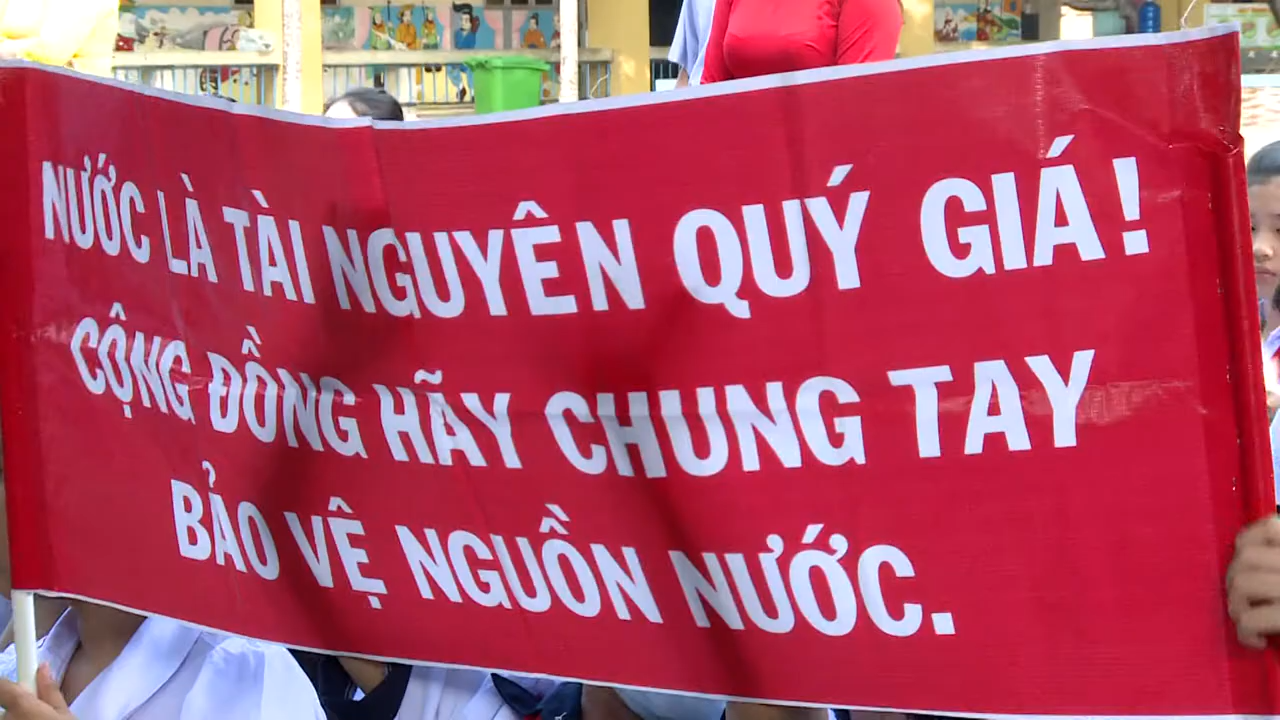 NƯỚC LÀ TÀI NGUYÊN QUÝ GIÁ!
CỘNG ĐỒNG HÃY CHUNG TAY
BẢO VỆ NGUỒN NƯỚC.